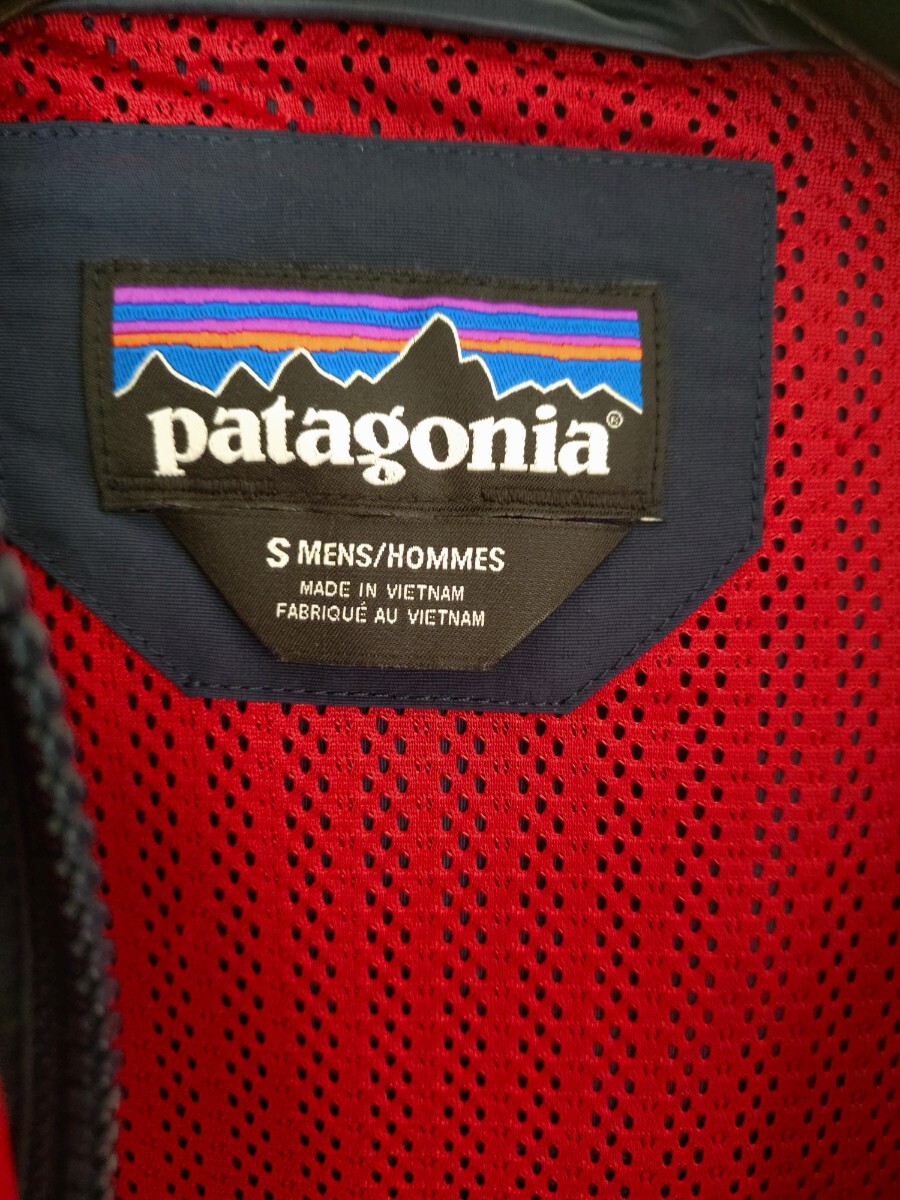 patagonia®
S MENS/HOMMES
MADE IN VIETNAM
FABRIQUÉ AU VIETNAM